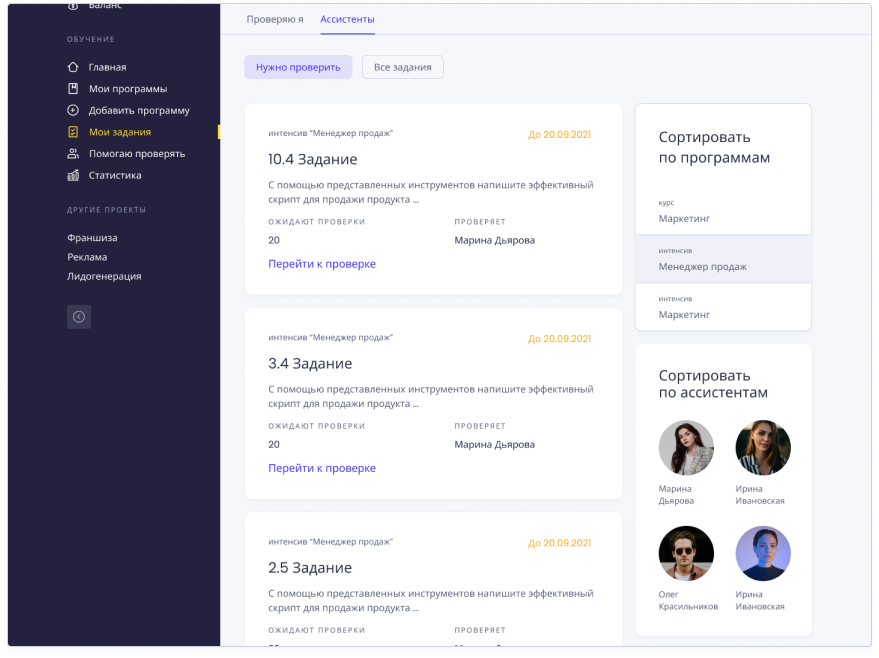 Баланс
ОБУЧЕНИЕ
Главная
Мои программы
Добавить программу
Мои задания
Помогаю проверять
Статистика
ДРУГИЕ ПРОЕКТЫ
Франшиза
Реклама
Лидогенерация
Проверяю я
Ассистенты
Нужно проверить
Все задания
интенсив “Менеджер продаж”
До 20.09.2021
10.4 Задание
С помощью представленных инструментов напишите эффективный
скрипт для продажи продукта ...
ОЖИДАЮТ ПРОВЕРКИ
ПРОВЕРЯЕТ
20
Марина Дьярова
Перейти к проверке
интенсив “Менеджер продаж”
До 20.09.2021
3.4 Задание
С помощью представленных инструментов напишите эффективный
скрипт для продажи продукта ...
ОЖИДАЮТ ПРОВЕРКИ
ПРОВЕРЯЕТ
20
Марина Дьярова
Перейти к проверке
интенсив “Менеджер продаж”
До 20.09.2021
2.5 Задание
С помощью представленных инструментов напишите эффективный
скрипт для продажи продукта ...
ОЖИДАЮТ ПРОВЕРКИ
ПРОВЕРЯЕТ
Сортировать
по программам
курс
Маркетинг
интенсив
Менеджер продаж
интенсив
Маркетинг
Сортировать
по ассистентам
Марина
Дьярова
Ирина
Ивановская
Олег
Красильников
Ирина
Ивановская